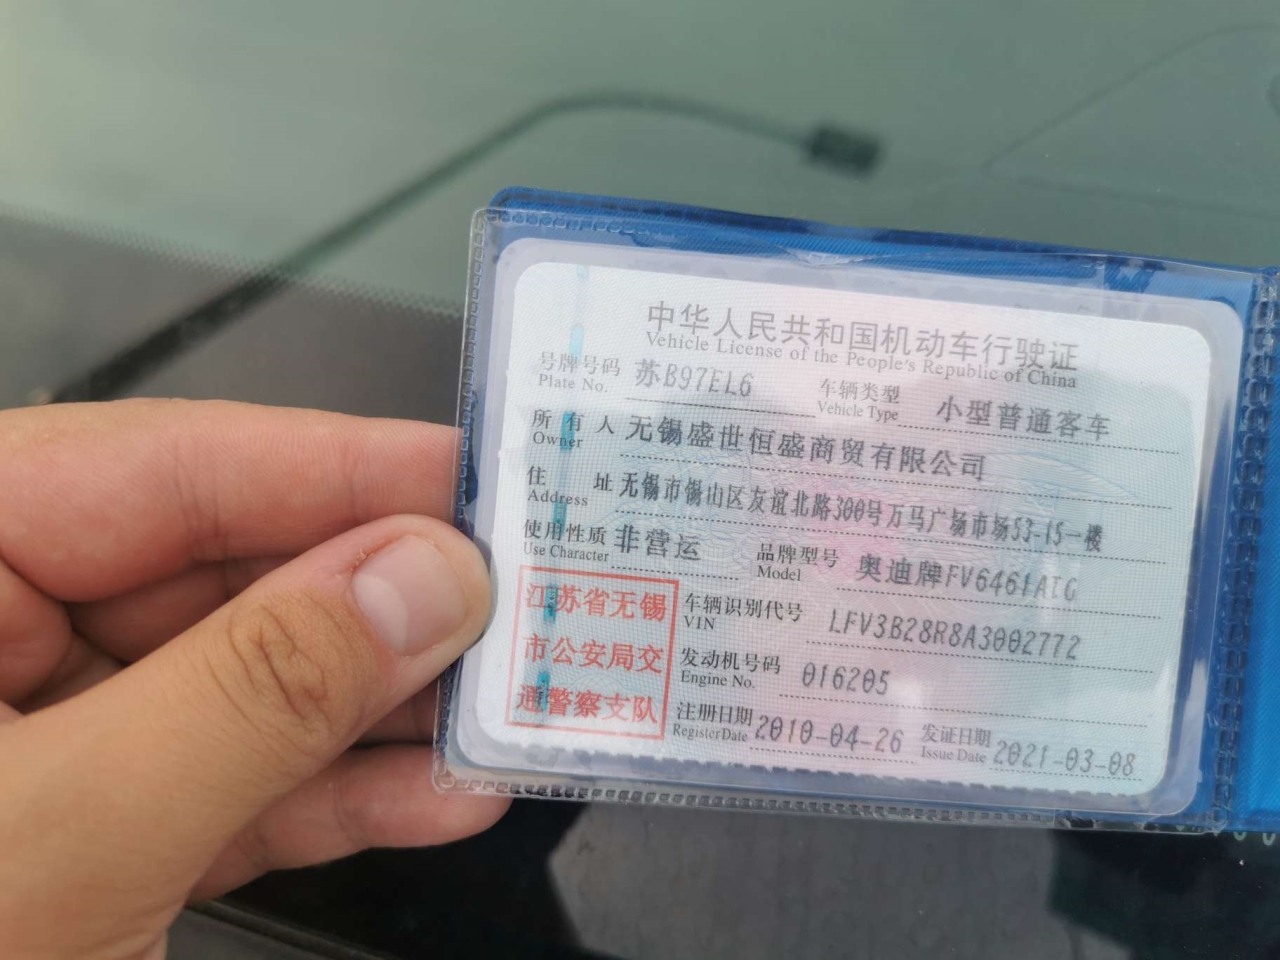 中华人民共和国机动车行驶证
Vehicle License of the People's Republic of China
号牌号码 苏B97EL6 车辆类型 小型普通客车
Plate No. Vehicle Type
所有人 无锡盛世恒盛商贸有限公司
Owner
住址 无锡市锡山区友谊北路300号万马广场市场53-15一楼
Address
使用性质 非营运 品牌型号 奥迪牌FV6461ATG
Use Character Model
江苏省无锡
市公安局交
通警察支队
车辆识别代号 LFV3B28R8A3002772
VIN
发动机号码 016205
Engine No.
注册日期 2010-04-26 发证日期 2021-03-08
Register Date Issue Date